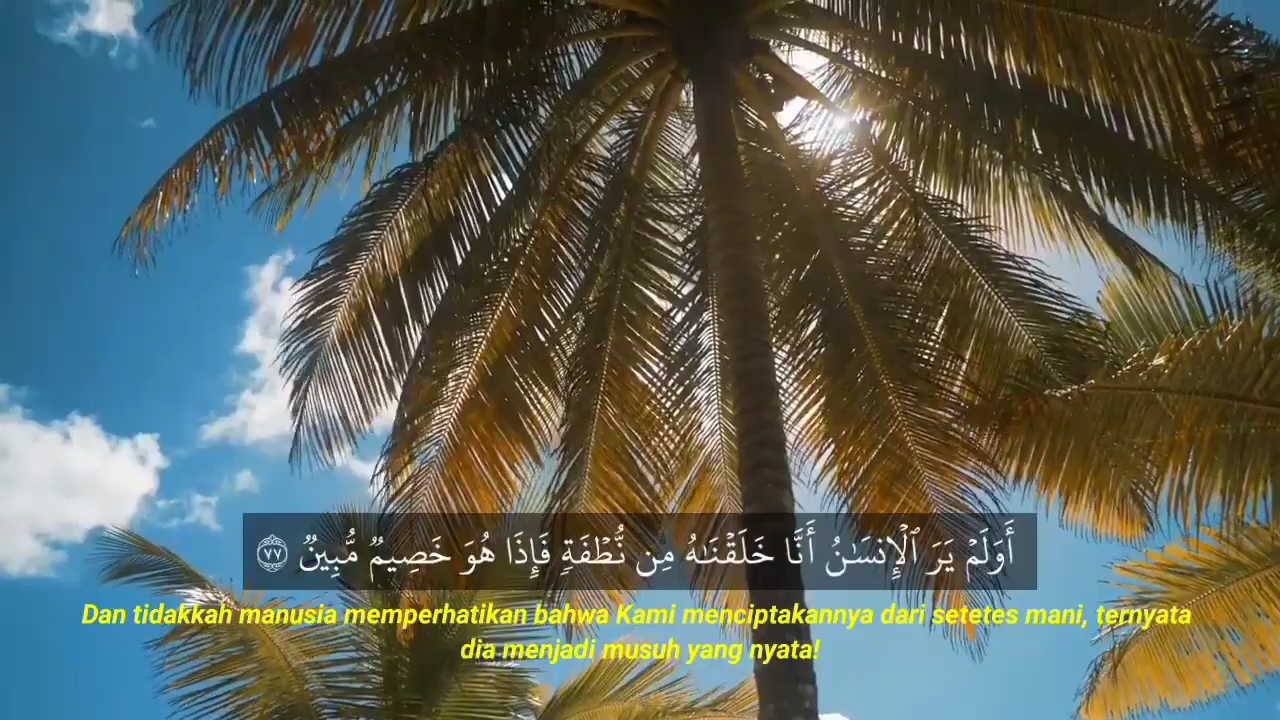 أَوَلَمۡ يَرَ ٱلۡإِنسَٰنُ أَنَّا خَلَقۡنَٰهُ مِن نُّطۡفَةٖ فَإِذَا هُوَ خَصِيمٞ مُّبِينٞ ٧٧
Dan tidakkah manusia memperhatikan bahwa Kami menciptakannya dari setetes mani, ternyata
dia menjadi musuh yang nyata!